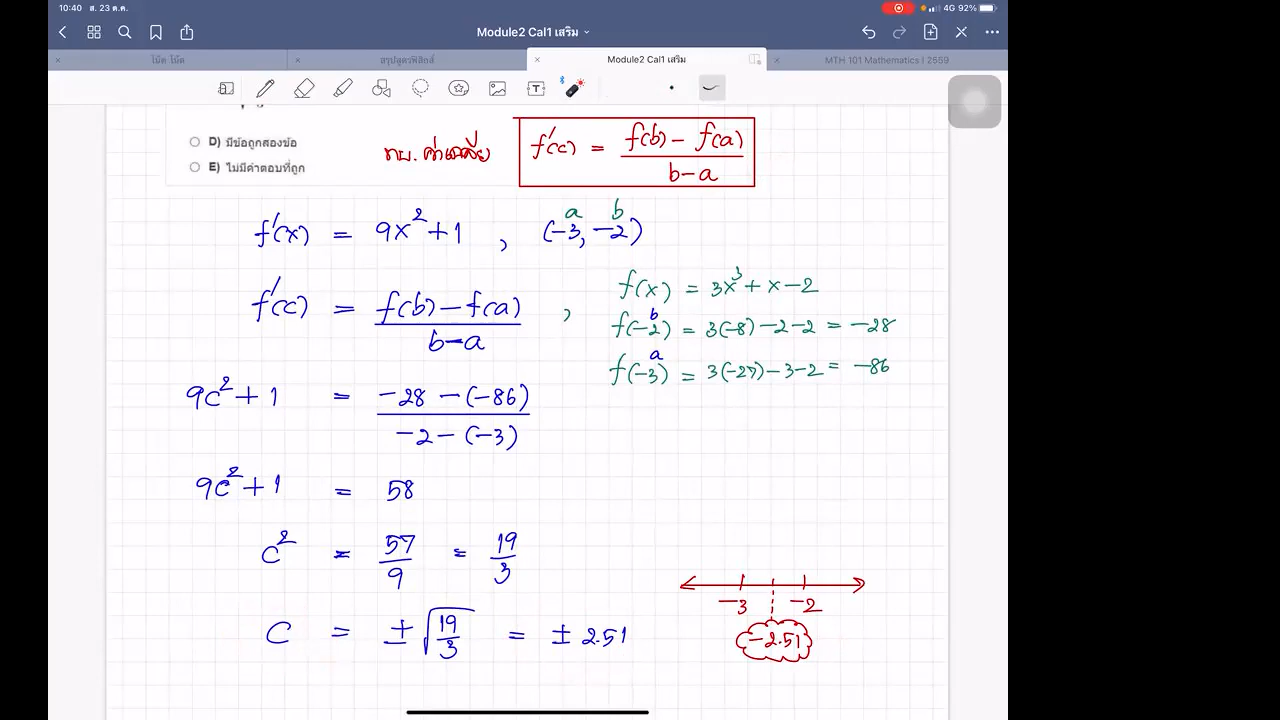 10:40 ส. 23 ต.ค. 4G 92%
Module2 Cal1 เสริม
โน้ต โน้ต สรุปสูตรฟิสิกส์ Module2 Cal1 เสริม MTH 101 Mathematics I 2569
D) มีข้อถูกสองข้อ
E) ไม่มีคำตอบที่ถูก
ทบ. ค่าเฉลี่ย f'(c) = f(b) - f(a) / b - a
f'(x) = 9x² + 1 , (-3, -2)
a b
f'(c) = f(b) - f(a) / b - a ,
f(x) = 3x³ + x - 2
b
f(-2) = 3(-8) - 2 - 2 = -28
a
f(-3) = 3(-27) - 3 - 2 = -86
9c² + 1 = -28 - (-86) / -2 - (-3)
9c² + 1 = 58
c² = 57/9 = 19/3
c = ± √19/3 = ± 2.51
-3 -2
-2.51